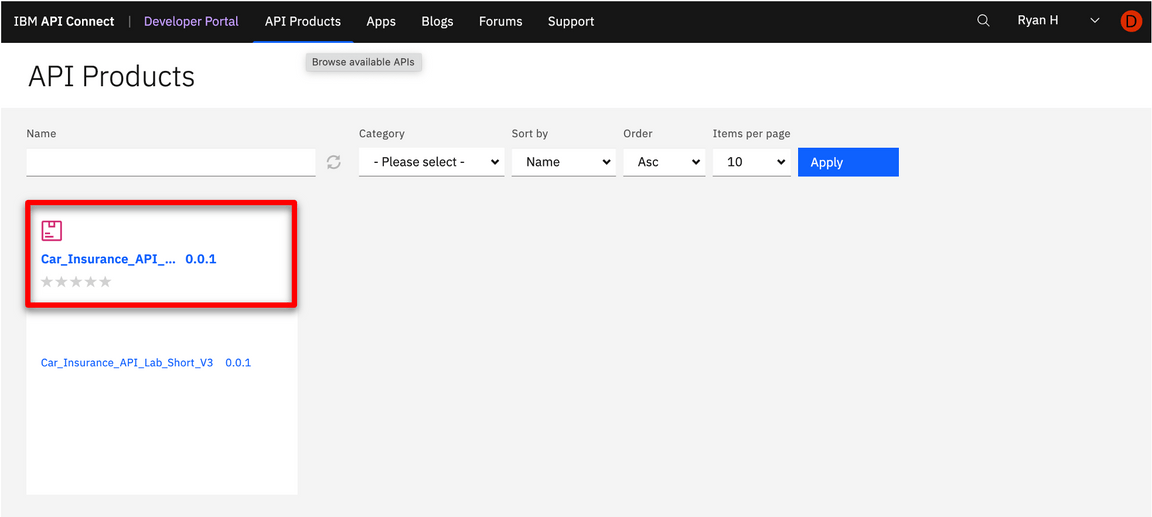 IBM API Connect | Developer Portal API Products Apps Blogs Forums Support Ryan H D
Browse available APIs
API Products
Name Category Sort by Order Items per page
- Please select - Name Asc 10 Apply
Car_Insurance_API_... 0.0.1
Car_Insurance_API_Lab_Short_V3 0.0.1